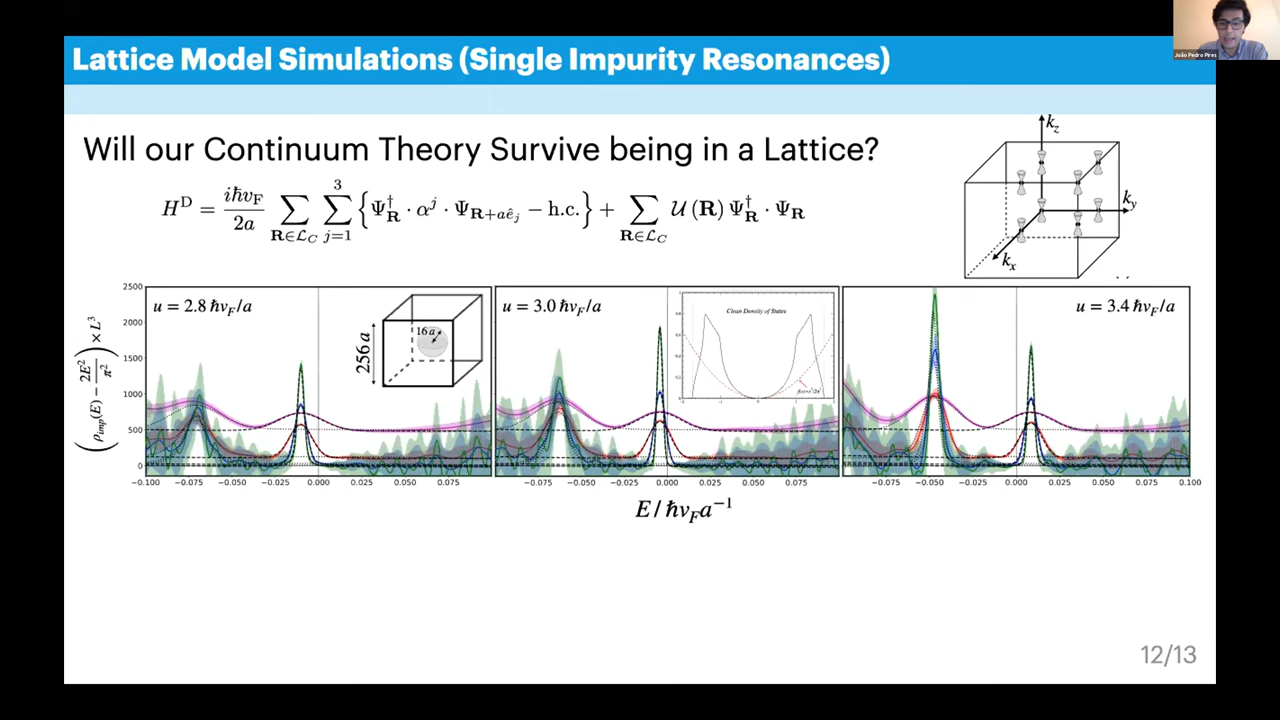 João Pedro Pires
Lattice Model Simulations (Single Impurity Resonances)
Will our Continuum Theory Survive being in a Lattice?
H^D = iħv_F/2a ∑_{R∈ℒ_C} ∑_{j=1}^{3} {Ψ†_R · α^j · Ψ_{R+aê_j} − h.c.} + ∑_{R∈ℒ_C} 𝒰(R) Ψ†_R · Ψ_R
k_z
k_y
k_x
(ρ_imp(E) − 2E²/π²) × L³
2500
2000
1500
1000
500
0
u = 2.8 ħv_F/a
256 a
16 a
u = 3.0 ħv_F/a
Clean Density of States
u = 3.4 ħv_F/a
−0.100 −0.075 −0.050 −0.025 0.000 0.025 0.050 0.075
−0.075 −0.050 −0.025 0.000 0.025 0.050 0.075
−0.075 −0.050 −0.025 0.000 0.025 0.050 0.075 0.100
E / ħv_F a⁻¹
12/13